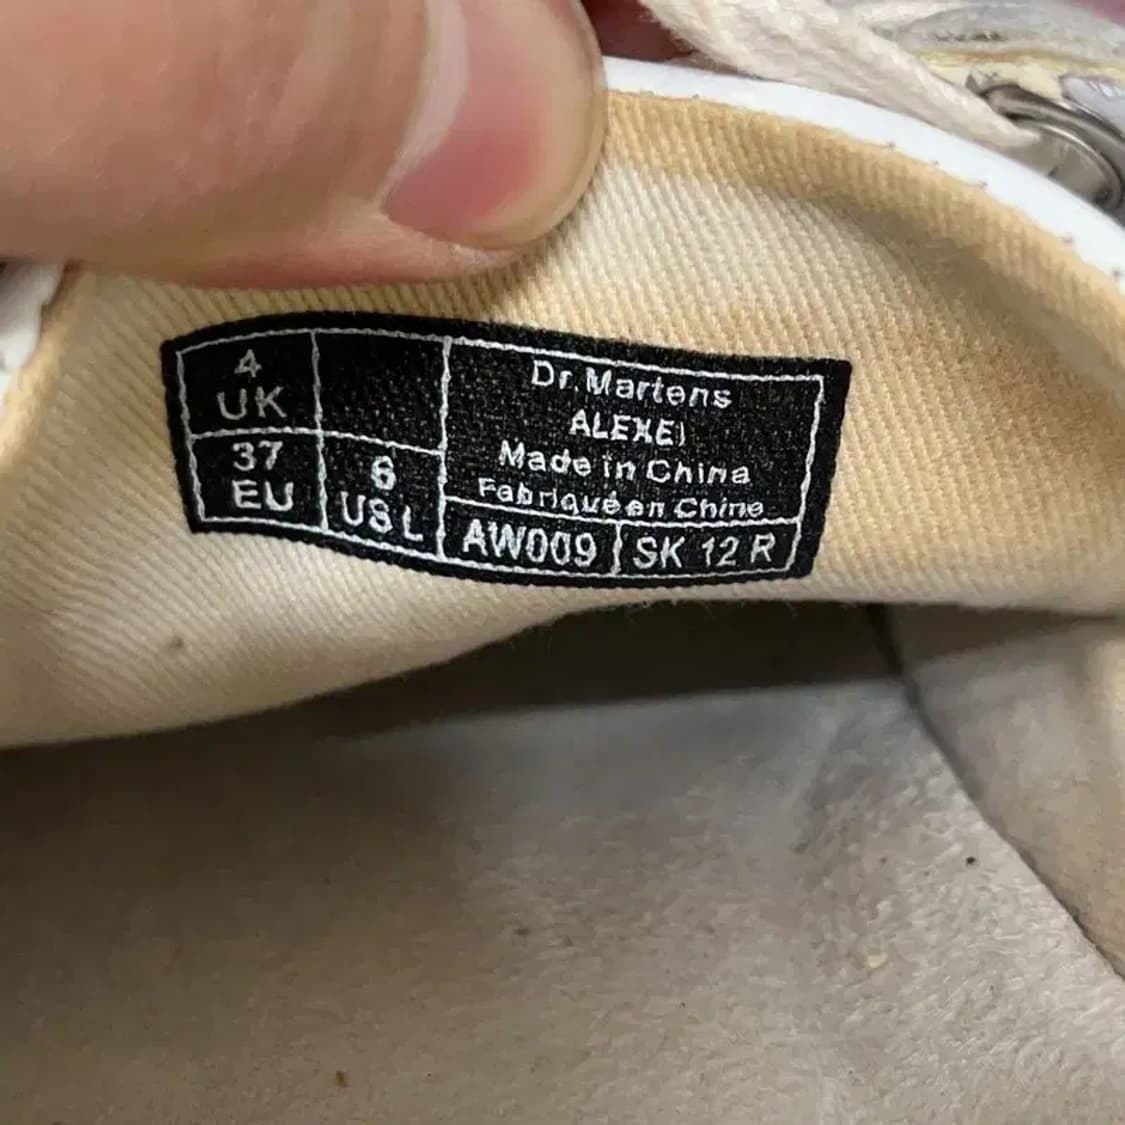 4
UK
37
EU
6
US L
Dr. Martens
ALEXEI
Made in China
Fabriqué en Chine
AW009
SK 12 R